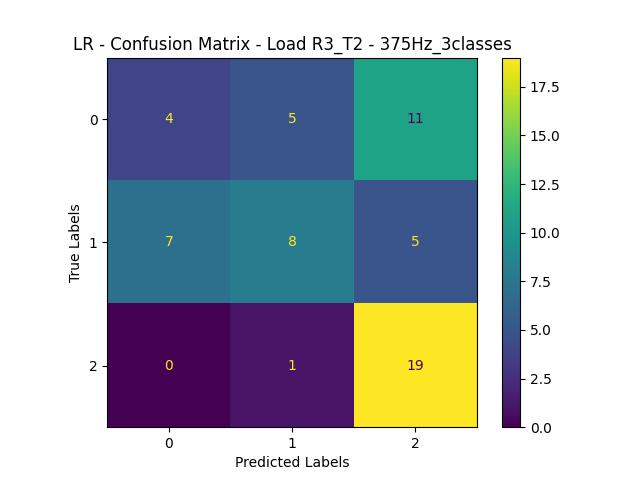 LR - Confusion Matrix - Load R3_T2 - 375Hz_3classes
0 4 5 11
1 7 8 5
2 0 1 19
0 1 2
True Labels
Predicted Labels
17.5
15.0
12.5
10.0
7.5
5.0
2.5
0.0